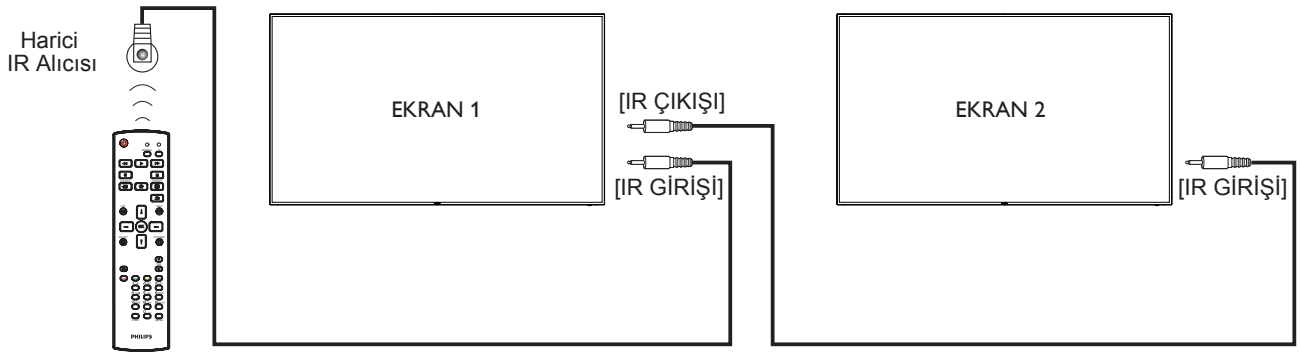 Harici
IR Alıcısı
EKRAN 1
[IR ÇIKIŞI]
[IR GİRİŞİ]
EKRAN 2
[IR GİRİŞİ]
PHILIPS